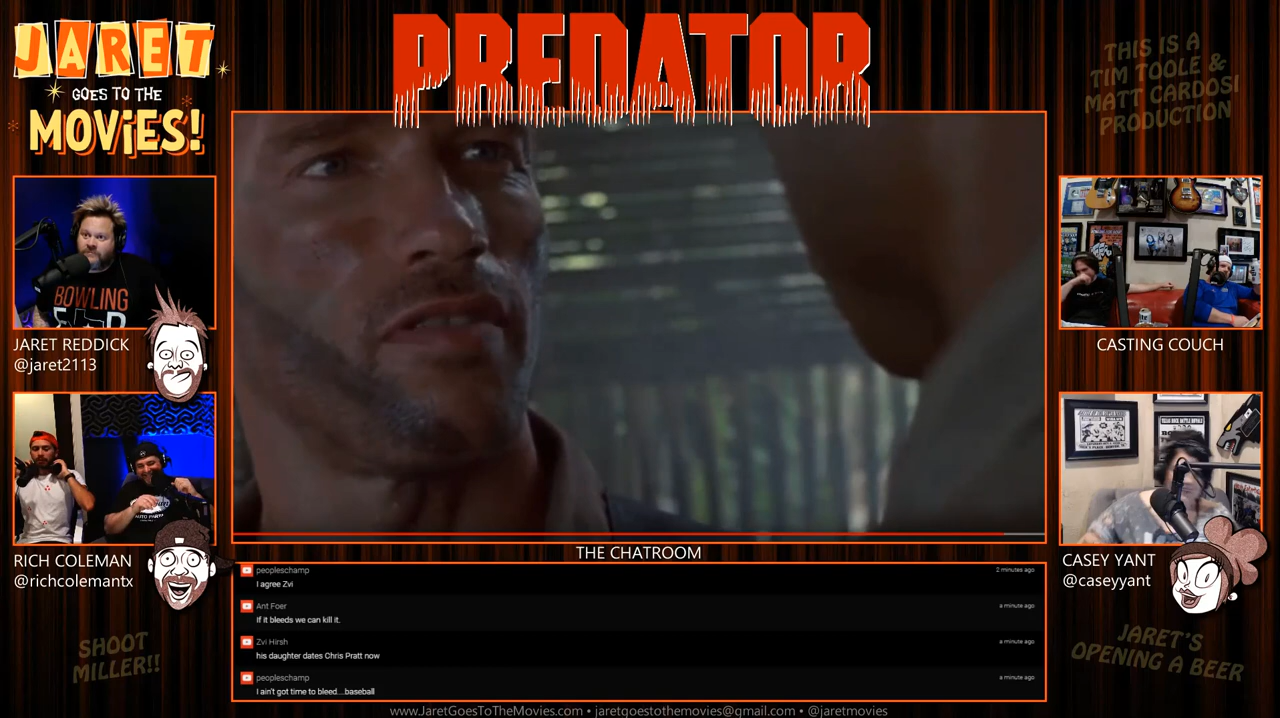 JARET
GOES TO THE
MOVIES!
PREDATOR
THIS IS A
TIM TOOLE &
MATT CARDOSI
PRODUCTION
BOWLING
JARET REDDICK
@jaret2113
CASTING COUCH
RICH COLEMAN
@richcolemantx
CASEY YANT
@caseyyant
THE CHATROOM
peopleschamp
2 minutes ago
I agree Zvi
Ant Foer
a minute ago
If it bleeds we can kill it.
Zvi Hirsh
a minute ago
his daughter dates Chris Pratt now
peopleschamp
a minute ago
I ain't got time to bleed....baseball
SHOOT
MILLER!!
JARET'S
OPENING A BEER
www.JaretGoesToTheMovies.com • jaretgoestothemovies@gmail.com • @jaretmovies